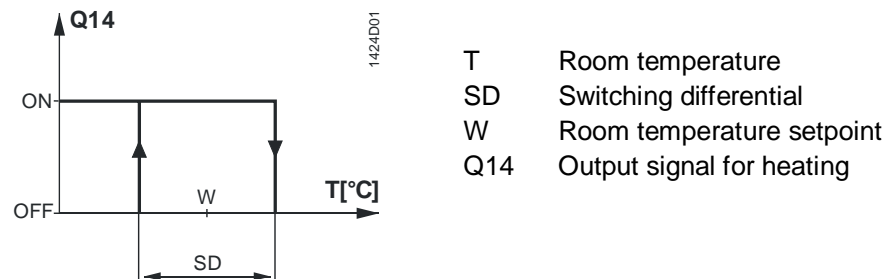 Q14
1424D01
ON
OFF
W
T[°C]
SD
T Room temperature
SD Switching differential
W Room temperature setpoint
Q14 Output signal for heating